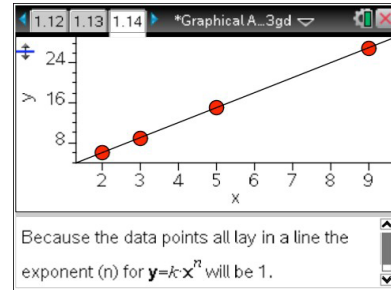 1.12 1.13 1.14 *Graphical A...3gd
24
y 16
8
2 3 4 5 6 7 8 9
x
Because the data points all lay in a line the
exponent (n) for y=k·xⁿ will be 1.